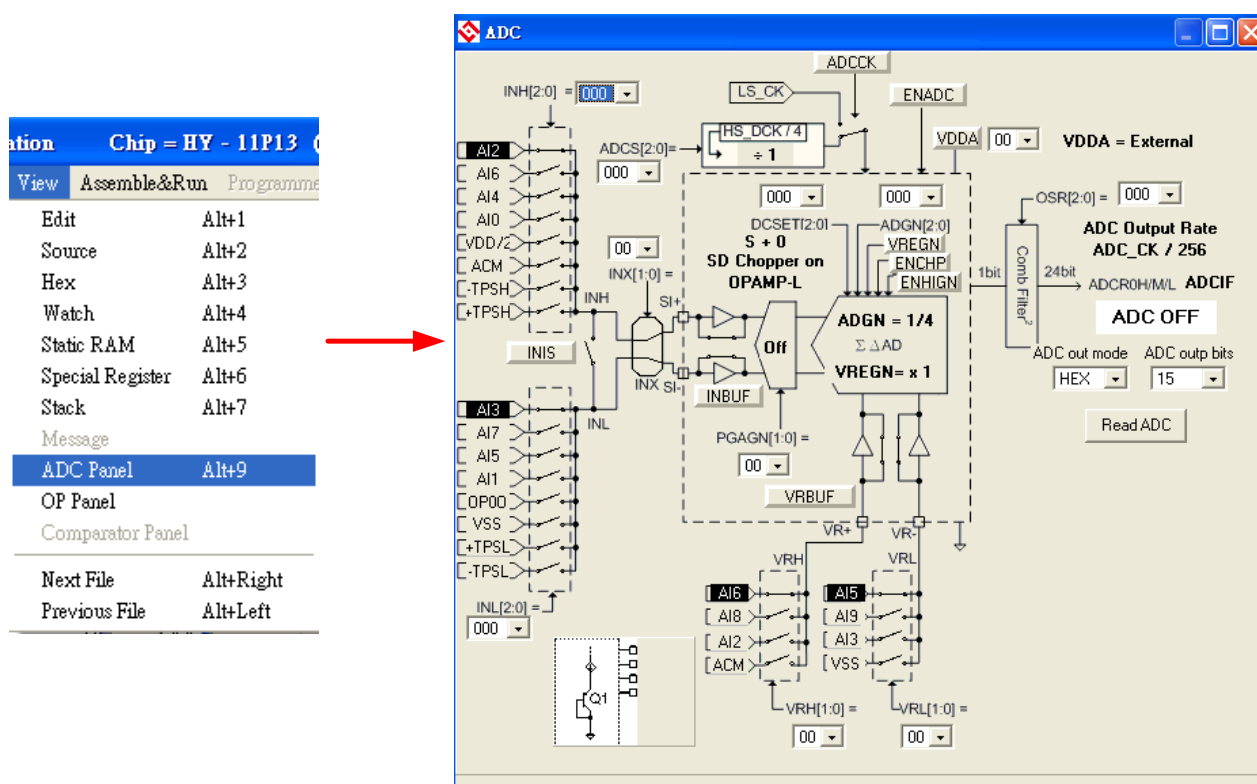 ation Chip = HY - 11P13 (
View Assemble&Run Programme
Edit Alt+1
Source Alt+2
Hex Alt+3
Watch Alt+4
Static RAM Alt+5
Special Register Alt+6
Stack Alt+7
Message
ADC Panel Alt+9
OP Panel
Comparator Panel
Next File Alt+Right
Previous File Alt+Left
ADC
ADCCK
INH[2:0] = 000
LS_CK
ENADC
HS_DCK / 4
÷ 1
ADCS[2:0]=
000
VDDA 00 VDDA = External
AI2
AI6
AI4
AI0
VDD/2
ACM
-TPSH
+TPSH
INH
000
000
DCSET[2:0]
ADGN[2:0]
S + 0
SD Chopper on
OPAMP-L
VREGN
ENCHP
ENHIGN
00
INX[1:0] =
SI+
SI-
INX
INIS
INBUF
Off
ADGN = 1/4
ΣΔAD
VREGN= x 1
PGAGN[1:0] =
00
VRBUF
OSR[2:0] = 000
ADC Output Rate
ADC_CK / 256
1bit
Comb Filter2
24bit
ADCR0H/M/L ADCIF
ADC OFF
ADC out mode ADC outp bits
HEX 15
Read ADC
AI3
AI7
AI5
AI1
OPO0
VSS
+TPSL
-TPSL
INL
INL[2:0] =
000
Q1
VR+ VR-
VRH VRL
AI6 AI5
AI8 AI9
AI2 AI3
ACM VSS
VRH[1:0] = VRL[1:0] =
00 00